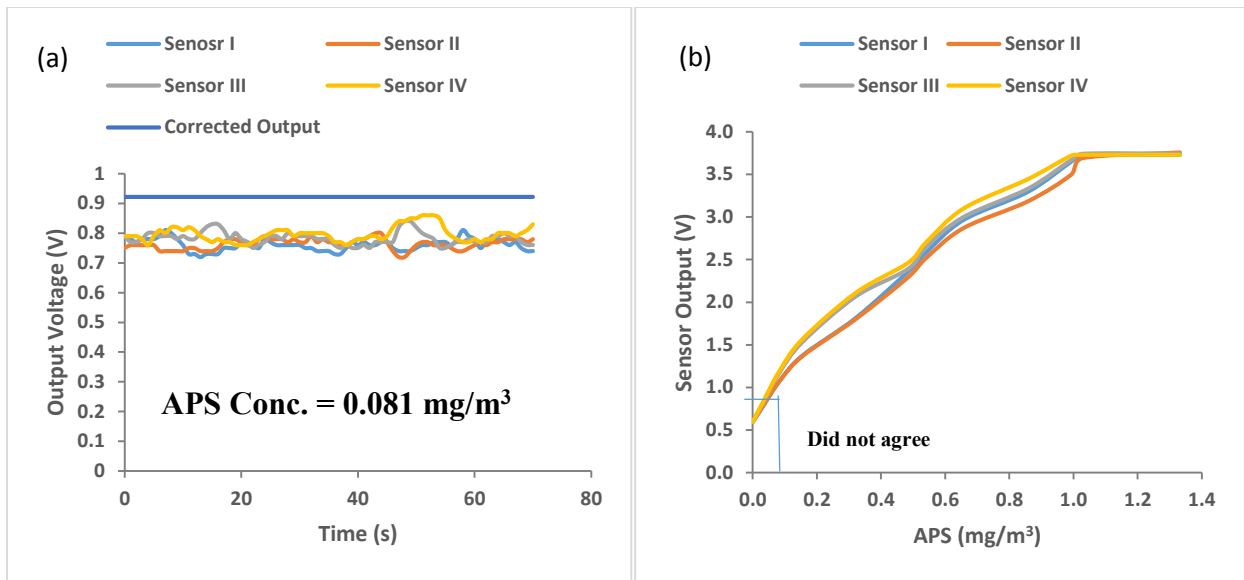 (a)
Senosr I
Sensor II
Sensor III
Sensor IV
Corrected Output
Output Voltage (V)
1
0.9
0.8
0.7
0.6
0.5
0.4
0.3
0.2
0.1
0
APS Conc. = 0.081 mg/m³
0
20
40
60
80
Time (s)
(b)
Sensor I
Sensor II
Sensor III
Sensor IV
Sensor Output (V)
4.0
3.5
3.0
2.5
2.0
1.5
1.0
0.5
0.0
Did not agree
0.0
0.2
0.4
0.6
0.8
1.0
1.2
1.4
APS (mg/m³)